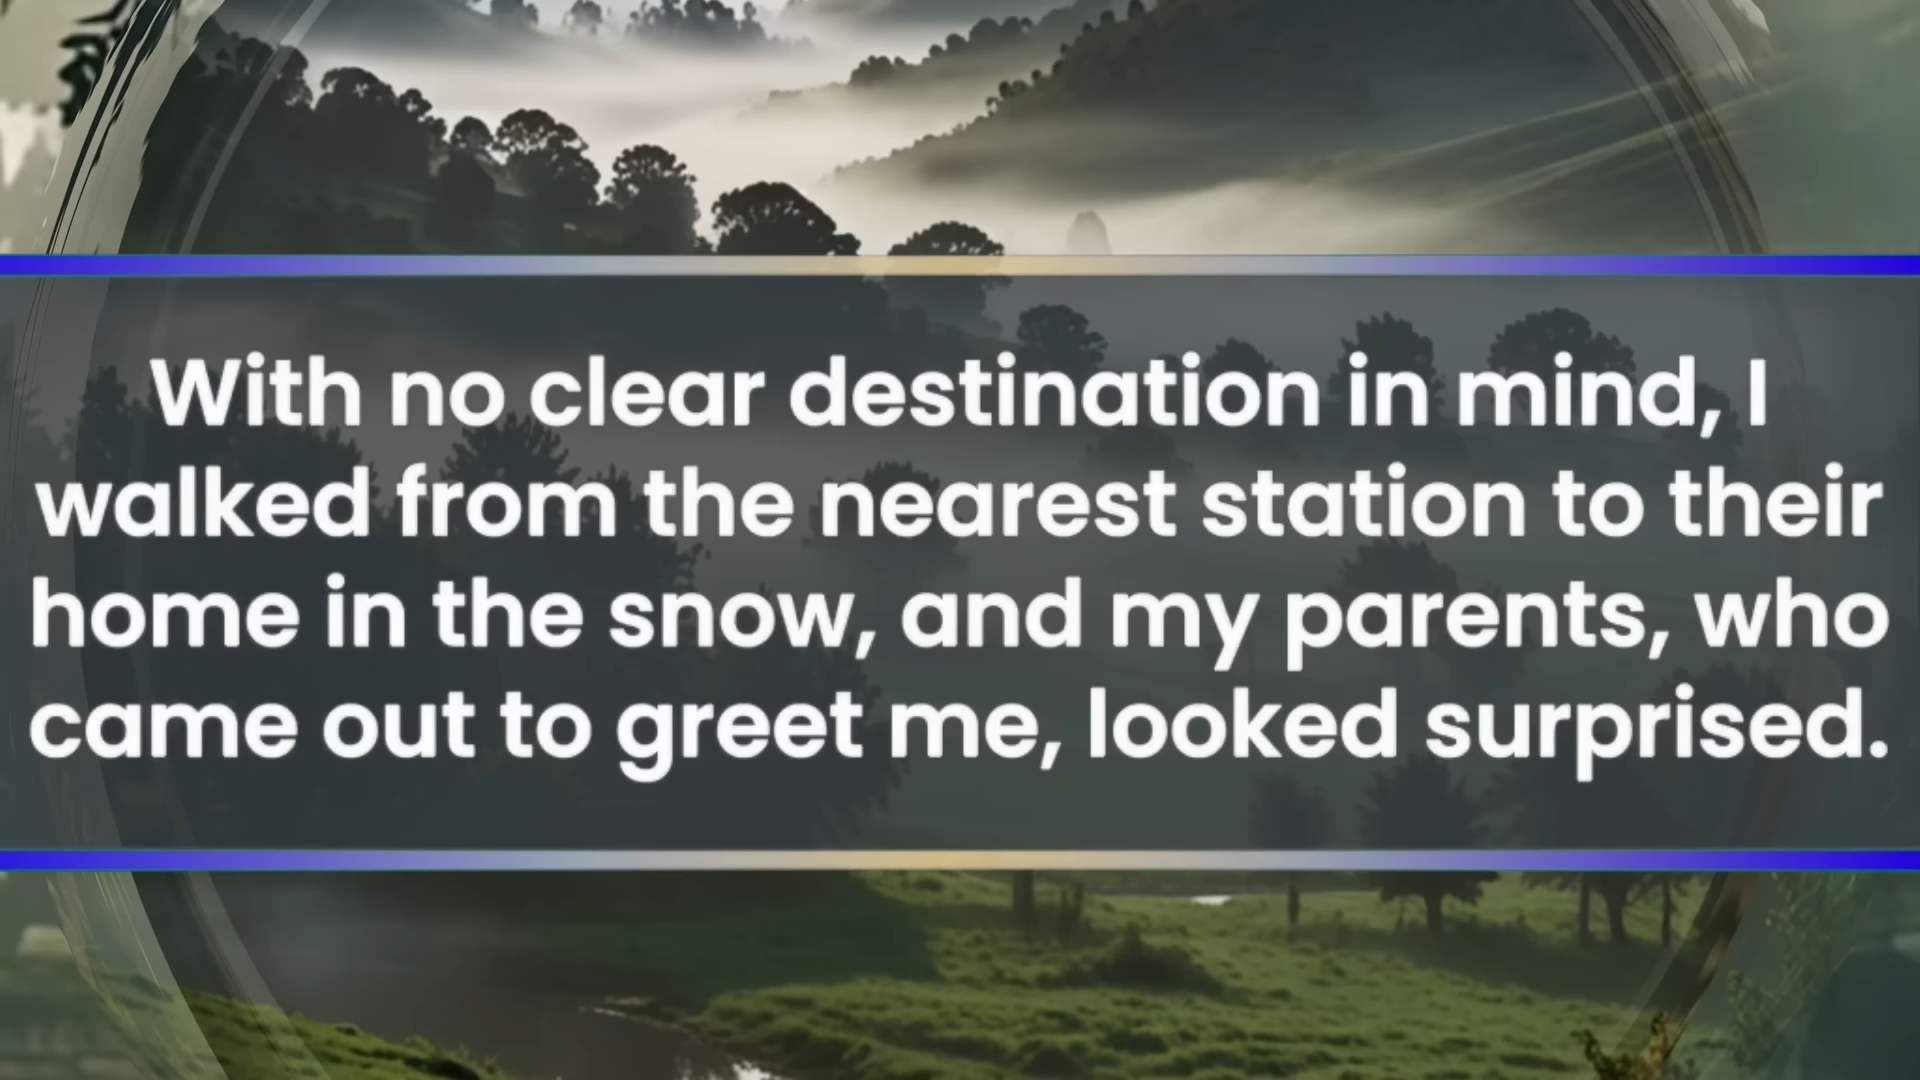 With no clear destination in mind, I
walked from the nearest station to their
home in the snow, and my parents, who
came out to greet me, looked surprised.